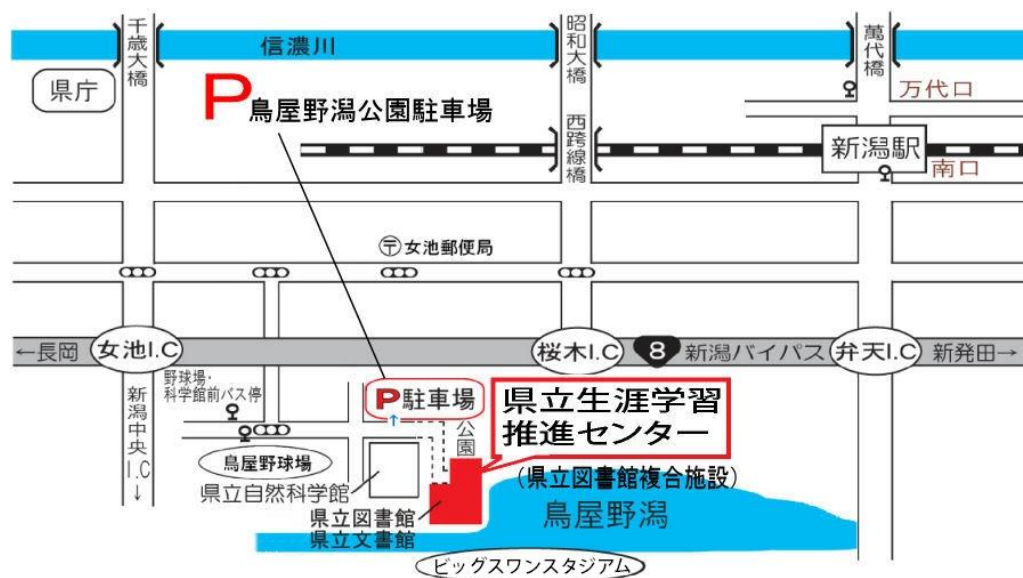 千歳大橋
信濃川
昭和大橋
萬代橋
県庁
P鳥屋野潟公園駐車場
万代口
西跨線橋
新潟駅
南口
〒女池郵便局
←長岡
女池I.C
桜木I.C
8
新潟バイパス
弁天I.C
新発田→
新潟中央I.C→
野球場・
科学館前バス停
P駐車場
↑
公園
県立生涯学習
推進センター
(県立図書館複合施設)
鳥屋野球場
県立自然科学館
県立図書館
県立文書館
鳥屋野潟
ビッグスワンスタジアム